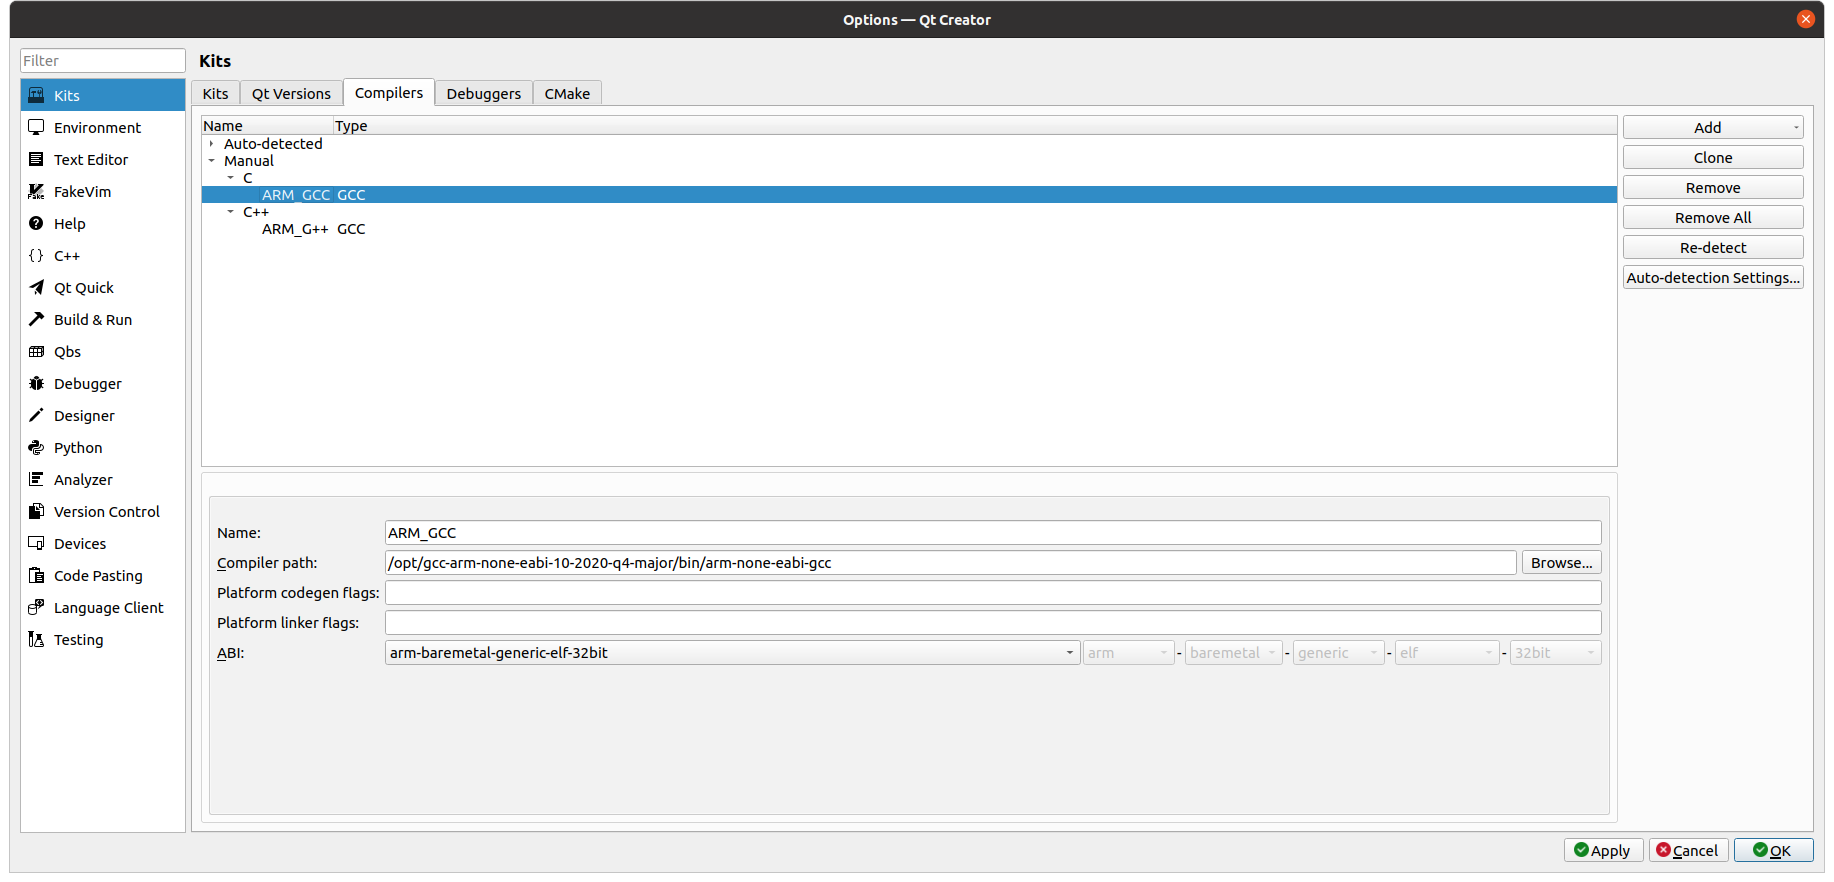 Options — Qt Creator
Filter
Kits
Environment
Text Editor
FakeVim
Help
C++
Qt Quick
Build & Run
Qbs
Debugger
Designer
Python
Analyzer
Version Control
Devices
Code Pasting
Language Client
Testing
Kits
Kits Qt Versions Compilers Debuggers CMake
Name Type
Auto-detected
Manual
C
ARM_GCC GCC
C++
ARM_G++ GCC
Add
Clone
Remove
Remove All
Re-detect
Auto-detection Settings...
Name: ARM_GCC
Compiler path: /opt/gcc-arm-none-eabi-10-2020-q4-major/bin/arm-none-eabi-gcc Browse...
Platform codegen flags:
Platform linker flags:
ABI: arm-baremetal-generic-elf-32bit arm - baremetal - generic - elf - 32bit
Apply Cancel OK